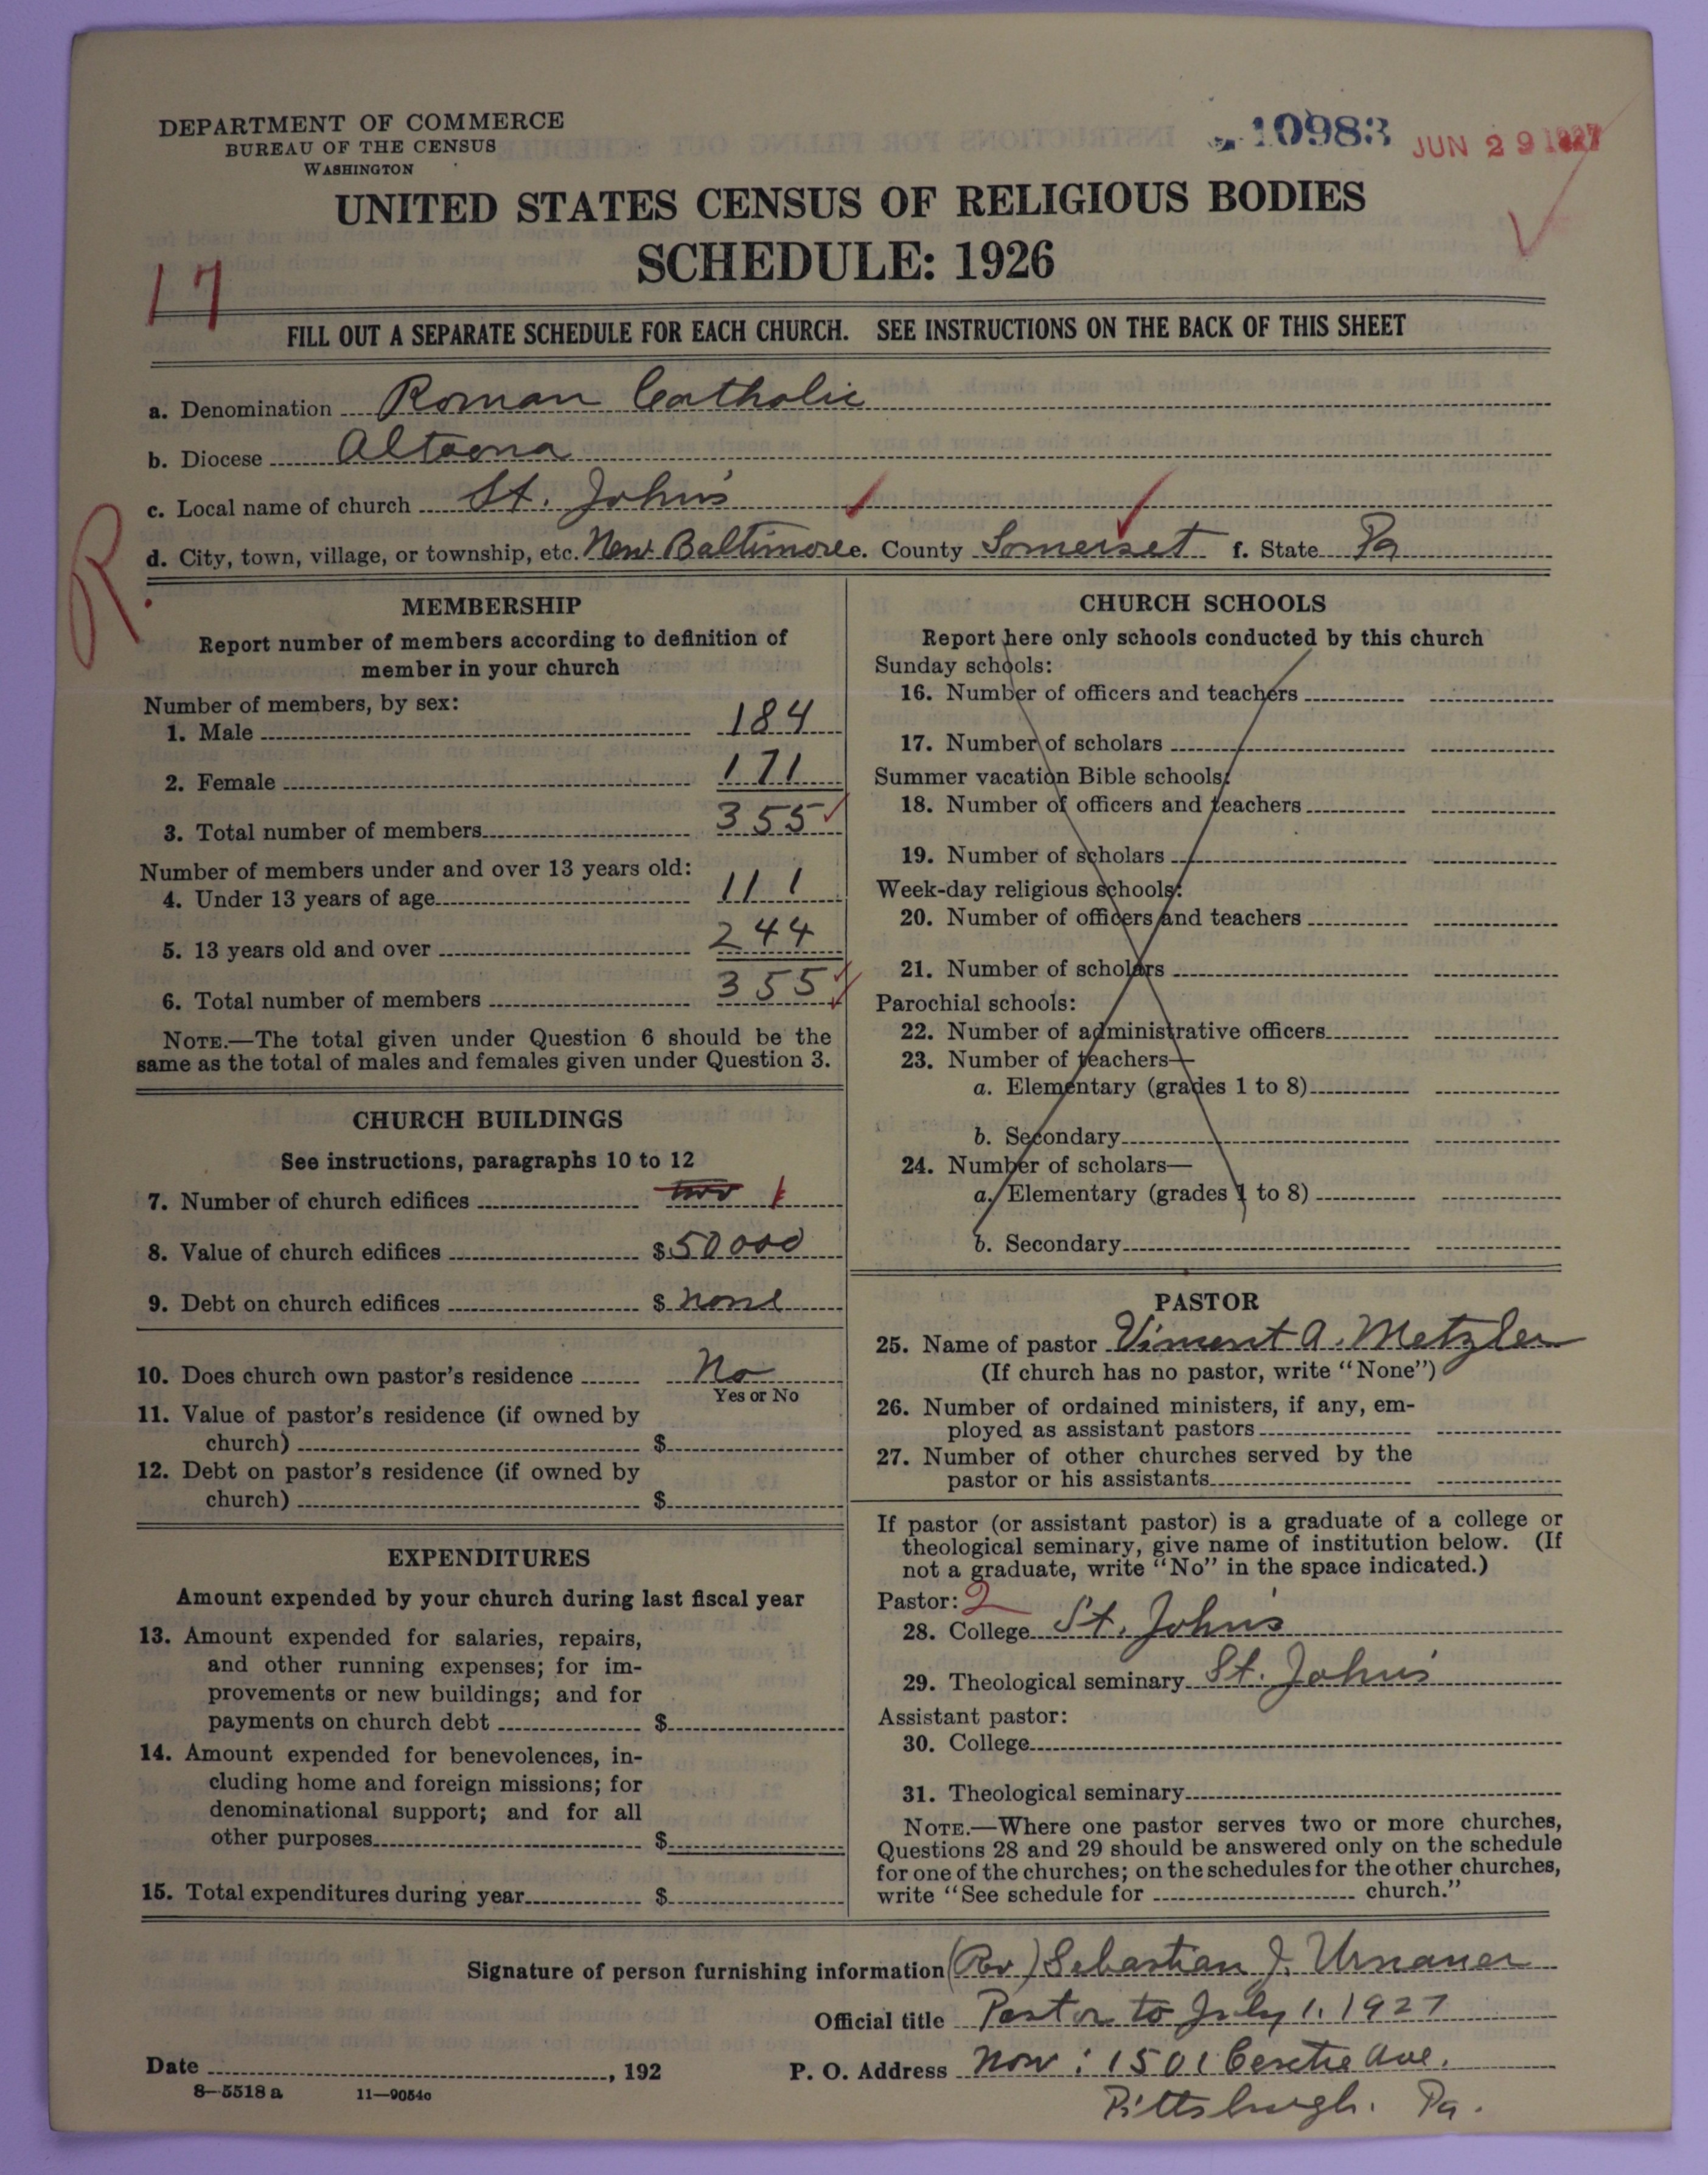 DEPARTMENT OF COMMERCE
BUREAU OF THE CENSUS
WASHINGTON
10983 JUN 29 1927
UNITED STATES CENSUS OF RELIGIOUS BODIES
SCHEDULE: 1926
17
FILL OUT A SEPARATE SCHEDULE FOR EACH CHURCH. SEE INSTRUCTIONS ON THE BACK OF THIS SHEET
a. Denomination Roman Catholic
b. Diocese Altoona
c. Local name of church St. John's
d. City, town, village, or township, etc. New Baltimore e. County Somerset f. State Pa
R.
MEMBERSHIP
Report number of members according to definition of
member in your church
Number of members, by sex:
1. Male 184
2. Female 171
3. Total number of members 355
Number of members under and over 13 years old:
4. Under 13 years of age 111
5. 13 years old and over 244
6. Total number of members 355
NOTE.—The total given under Question 6 should be the
same as the total of males and females given under Question 3.
CHURCH BUILDINGS
See instructions, paragraphs 10 to 12
7. Number of church edifices two 1
8. Value of church edifices $ 50000
9. Debt on church edifices $ none
10. Does church own pastor's residence No
Yes or No
11. Value of pastor's residence (if owned by
church) $
12. Debt on pastor's residence (if owned by
church) $
EXPENDITURES
Amount expended by your church during last fiscal year
13. Amount expended for salaries, repairs,
and other running expenses; for im-
provements or new buildings; and for
payments on church debt $
14. Amount expended for benevolences, in-
cluding home and foreign missions; for
denominational support; and for all
other purposes $
15. Total expenditures during year $
CHURCH SCHOOLS
Report here only schools conducted by this church
Sunday schools:
16. Number of officers and teachers
17. Number of scholars
Summer vacation Bible schools:
18. Number of officers and teachers
19. Number of scholars
Week-day religious schools:
20. Number of officers and teachers
21. Number of scholars
Parochial schools:
22. Number of administrative officers
23. Number of teachers—
a. Elementary (grades 1 to 8)
b. Secondary
24. Number of scholars—
a. Elementary (grades 1 to 8)
b. Secondary
PASTOR
25. Name of pastor Vincent A. Metzler
(If church has no pastor, write "None")
26. Number of ordained ministers, if any, em-
ployed as assistant pastors
27. Number of other churches served by the
pastor or his assistants
If pastor (or assistant pastor) is a graduate of a college or
theological seminary, give name of institution below. (If
not a graduate, write "No" in the space indicated.)
Pastor: 2
28. College St. John's
29. Theological seminary St. John's
Assistant pastor:
30. College
31. Theological seminary
NOTE.—Where one pastor serves two or more churches,
Questions 28 and 29 should be answered only on the schedule
for one of the churches; on the schedules for the other churches,
write "See schedule for church."
Signature of person furnishing information (Rev) Sebastian J. Urnauer
Official title Pastor to July 1. 1927
Date , 192 P. O. Address Now: 1501 Centre Ave.
8—5518 a 11—9054c
Pittsburgh. Pa.